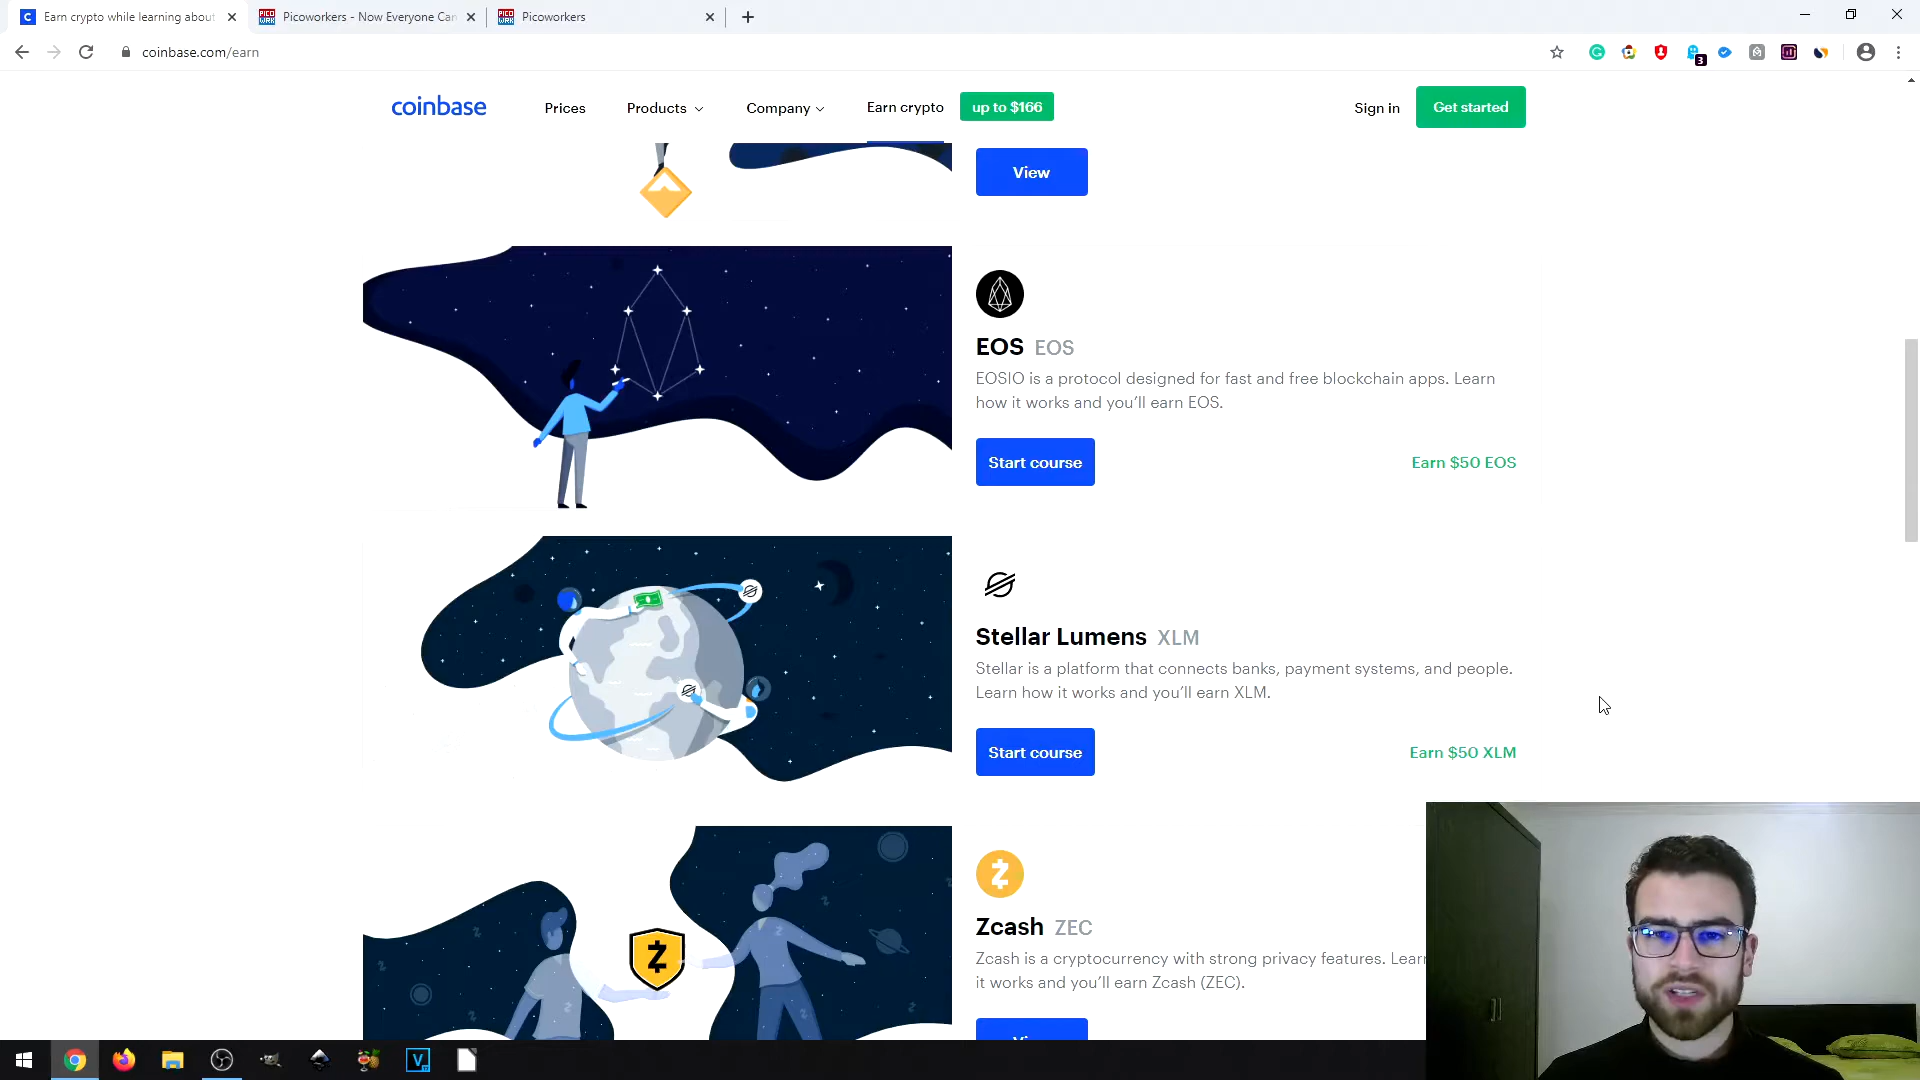 Earn crypto while learning about
Picoworkers - Now Everyone Can
Picoworkers
coinbase.com/earn
3
coinbase
Prices
Products
Company
Earn crypto
up to $166
Sign in
Get started
View
EOS EOS
EOSIO is a protocol designed for fast and free blockchain apps. Learn
how it works and you’ll earn EOS.
Start course
Earn $50 EOS
Stellar Lumens XLM
Stellar is a platform that connects banks, payment systems, and people.
Learn how it works and you’ll earn XLM.
Start course
Earn $50 XLM
Zcash ZEC
Zcash is a cryptocurrency with strong privacy features. Learn
it works and you’ll earn Zcash (ZEC).